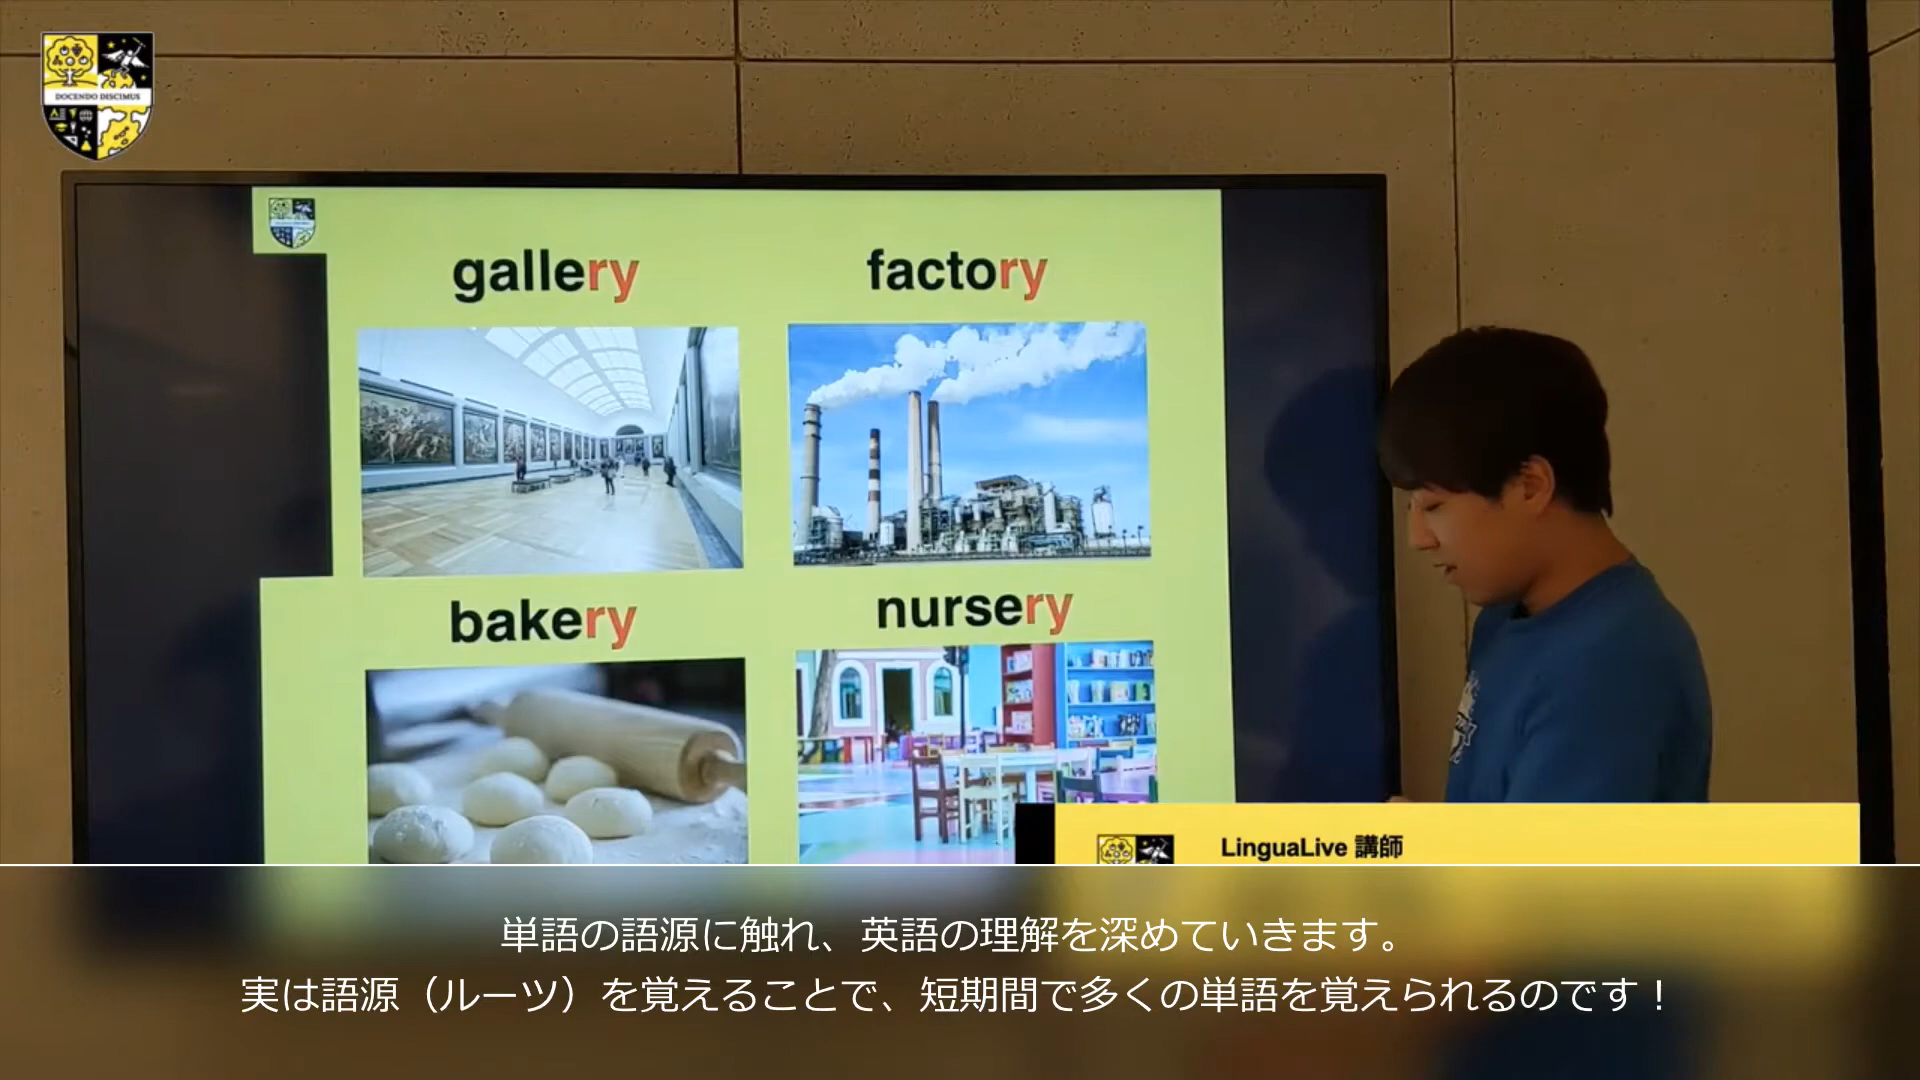 DOCENDO DISCIMUS
gallery
factory
bakery
nursery
LinguaLive 講師
単語の語源に触れ、英語の理解を深めていきます。
実は語源（ルーツ）を覚えることで、短期間で多くの単語を覚えられるのです！